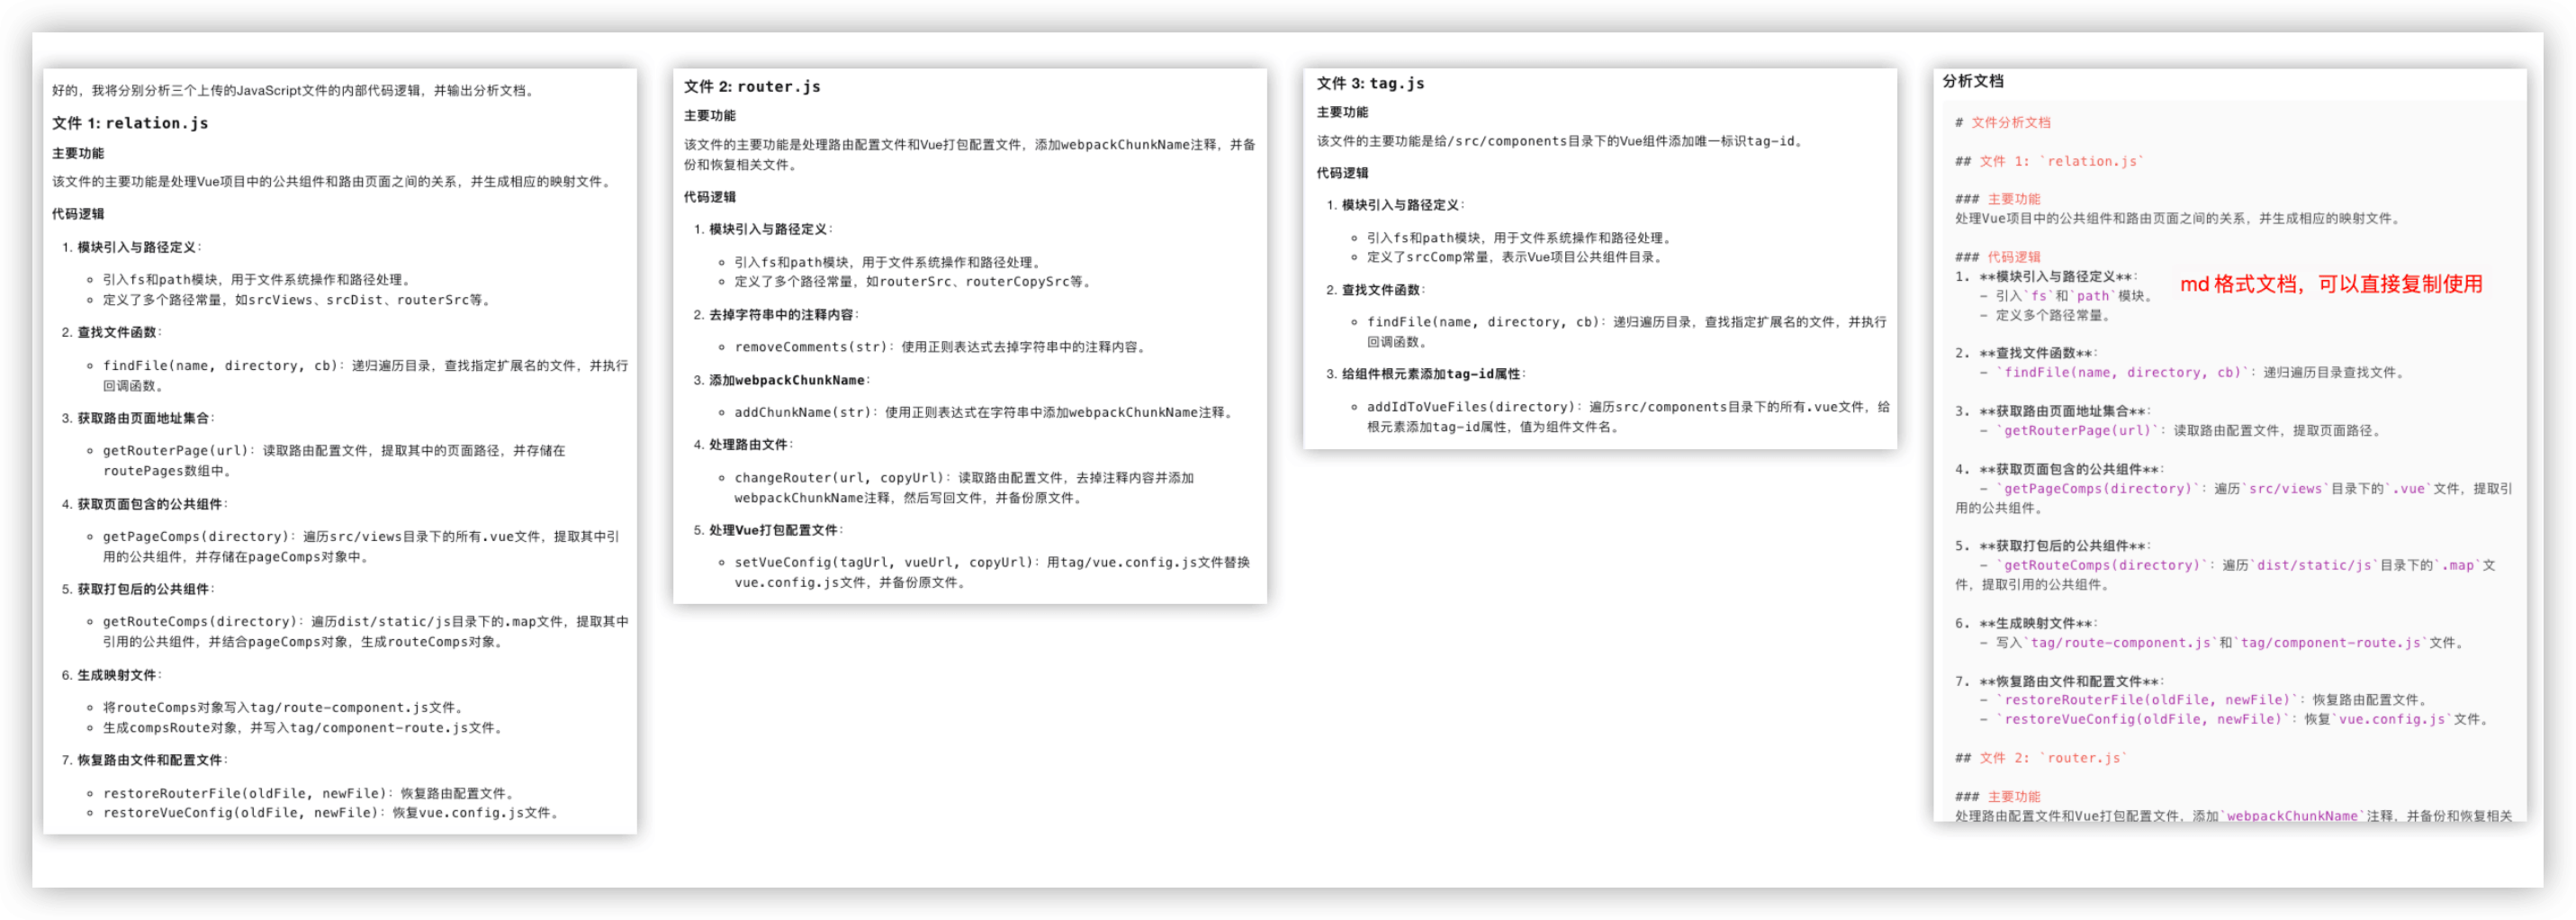 好的，我将分别分析三个上传的JavaScript文件的内部代码逻辑，并输出分析文档。
文件 1: relation.js
主要功能
该文件的主要功能是处理Vue项目中的公共组件和路由页面之间的关系，并生成相应的映射文件。
代码逻辑
1. 模块引入与路径定义：
◦ 引入fs和path模块，用于文件系统操作和路径处理。
◦ 定义了多个路径常量，如srcViews、srcDist、routerSrc等。
2. 查找文件函数：
◦ findFile(name, directory, cb)：递归遍历目录，查找指定扩展名的文件，并执行
回调函数。
3. 获取路由页面地址集合：
◦ getRouterPage(url)：读取路由配置文件，提取其中的页面路径，并存储在
routePages数组中。
4. 获取页面包含的公共组件：
◦ getPageComps(directory)：遍历src/views目录下的所有.vue文件，提取其中引
用的公共组件，并存储在pageComps对象中。
5. 获取打包后的公共组件：
◦ getRouteComps(directory)：遍历dist/static/js目录下的.map文件，提取其中
引用的公共组件，并结合pageComps对象，生成routeComps对象。
6. 生成映射文件：
◦ 将routeComps对象写入tag/route-component.js文件。
◦ 生成compsRoute对象，并写入tag/component-route.js文件。
7. 恢复路由文件和配置文件：
◦ restoreRouterFile(oldFile, newFile)：恢复路由配置文件。
◦ restoreVueConfig(oldFile, newFile)：恢复vue.config.js文件。
文件 2: router.js
主要功能
该文件的主要功能是处理路由配置文件和Vue打包配置文件，添加webpackChunkName注释，并备
份和恢复相关文件。
代码逻辑
1. 模块引入与路径定义：
◦ 引入fs和path模块，用于文件系统操作和路径处理。
◦ 定义了多个路径常量，如routerSrc、routerCopySrc等。
2. 去掉字符串中的注释内容：
◦ removeComments(str)：使用正则表达式去掉字符串中的注释内容。
3. 添加webpackChunkName：
◦ addChunkName(str)：使用正则表达式在字符串中添加webpackChunkName注释。
4. 处理路由文件：
◦ changeRouter(url, copyUrl)：读取路由配置文件，去掉注释内容并添加
webpackChunkName注释，然后写回文件，并备份原文件。
5. 处理Vue打包配置文件：
◦ setVueConfig(tagUrl, vueUrl, copyUrl)：用tag/vue.config.js文件替换
vue.config.js文件，并备份原文件。
文件 3: tag.js
主要功能
该文件的主要功能是给/src/components目录下的Vue组件添加唯一标识tag-id。
代码逻辑
1. 模块引入与路径定义：
◦ 引入fs和path模块，用于文件系统操作和路径处理。
◦ 定义了srcComp常量，表示Vue项目公共组件目录。
2. 查找文件函数：
◦ findFile(name, directory, cb)：递归遍历目录，查找指定扩展名的文件，并执行
回调函数。
3. 给组件根元素添加tag-id属性：
◦ addIdToVueFiles(directory)：遍历src/components目录下的所有.vue文件，给
根元素添加tag-id属性，值为组件文件名。
分析文档
# 文件分析文档
## 文件 1: `relation.js`
### 主要功能
处理Vue项目中的公共组件和路由页面之间的关系，并生成相应的映射文件。
### 代码逻辑
1. **模块引入与路径定义**：
- 引入`fs`和`path`模块。
md 格式文档，可以直接复制使用
- 定义多个路径常量。
2. **查找文件函数**：
- `findFile(name, directory, cb)`：递归遍历目录查找文件。
3. **获取路由页面地址集合**：
- `getRouterPage(url)`：读取路由配置文件，提取页面路径。
4. **获取页面包含的公共组件**：
- `getPageComps(directory)`：遍历`src/views`目录下的`.vue`文件，提取引
用的公共组件。
5. **获取打包后的公共组件**：
- `getRouteComps(directory)`：遍历`dist/static/js`目录下的`.map`文
件，提取引用的公共组件。
6. **生成映射文件**：
- 写入`tag/route-component.js`和`tag/component-route.js`文件。
7. **恢复路由文件和配置文件**：
- `restoreRouterFile(oldFile, newFile)`：恢复路由配置文件。
- `restoreVueConfig(oldFile, newFile)`：恢复`vue.config.js`文件。
## 文件 2: `router.js`
### 主要功能
处理路由配置文件和Vue打包配置文件，添加`webpackChunkName`注释，并备份和恢复相关